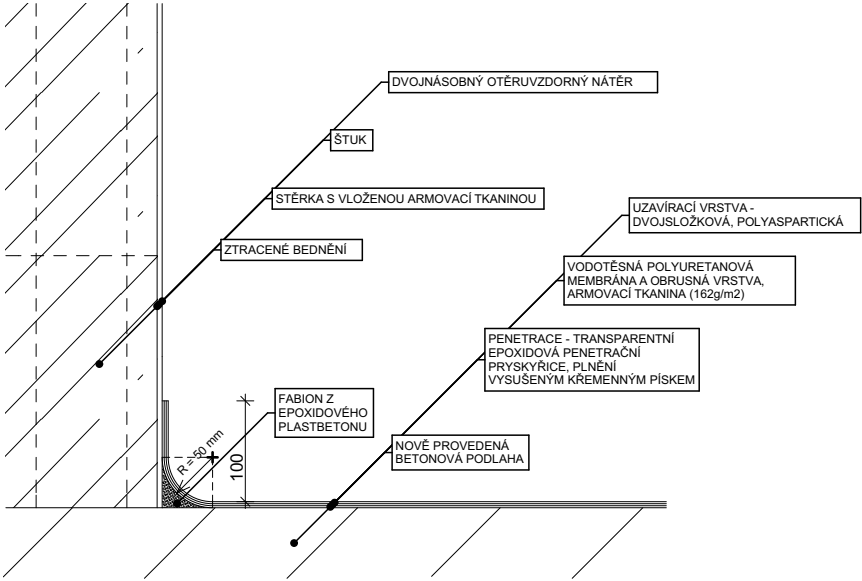 DVOJNÁSOBNÝ OTĚRUVZDORNÝ NÁTĚR
ŠTUK
STĚRKA S VLOŽENOU ARMOVACÍ TKANINOU
ZTRACENÉ BEDNĚNÍ
UZAVÍRACÍ VRSTVA -
DVOJSLOŽKOVÁ, POLYASPARTICKÁ
VODOTĚSNÁ POLYURETANOVÁ
MEMBRÁNA A OBRUSNÁ VRSTVA,
ARMOVACÍ TKANINA (162g/m2)
PENETRACE - TRANSPARENTNÍ
EPOXIDOVÁ PENETRAČNÍ
PRYSKYŘICE, PLNĚNÍ
VYSUŠENÝM KŘEMENNÝM PÍSKEM
FABION Z
EPOXIDOVÉHO
PLASTBETONU
NOVĚ PROVEDENÁ
BETONOVÁ PODLAHA
R = 50 mm
100